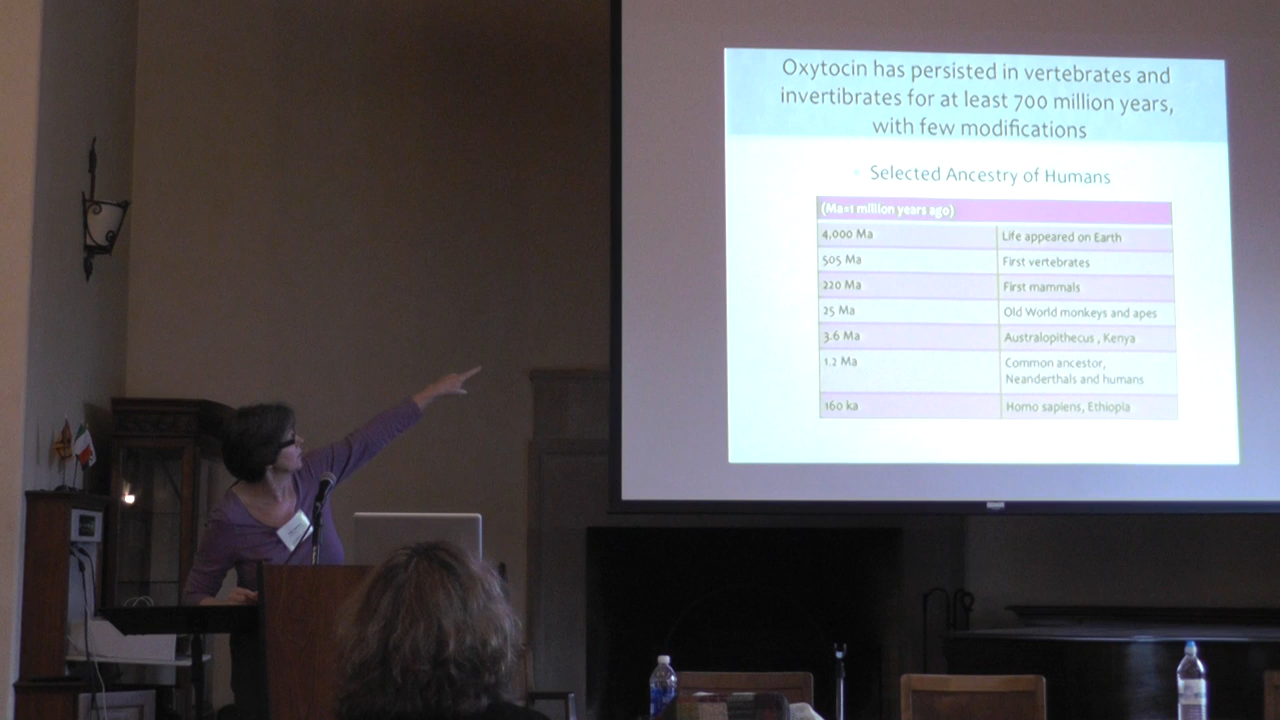 Oxytocin has persisted in vertebrates and
invertibrates for at least 700 million years,
with few modifications
Selected Ancestry of Humans
(Ma=1 million years ago)
4,000 Ma Life appeared on Earth
505 Ma First vertebrates
220 Ma First mammals
25 Ma Old World monkeys and apes
3.6 Ma Australopithecus , Kenya
1.2 Ma Common ancestor,
Neanderthals and humans
160 ka Homo sapiens, Ethiopia